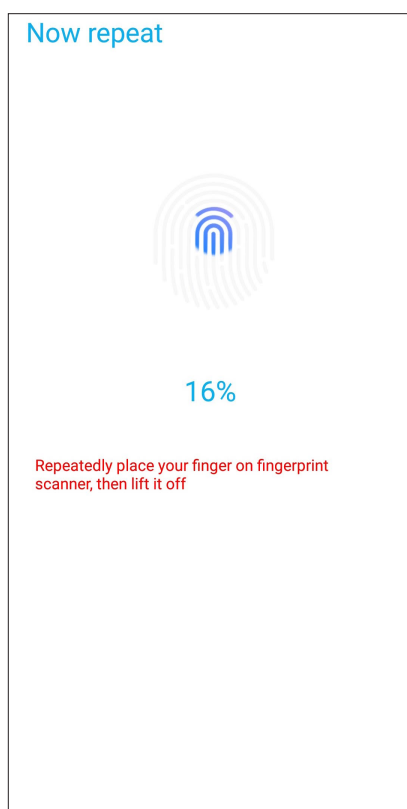 Now repeat
16%
Repeatedly place your finger on fingerprint
scanner, then lift it off